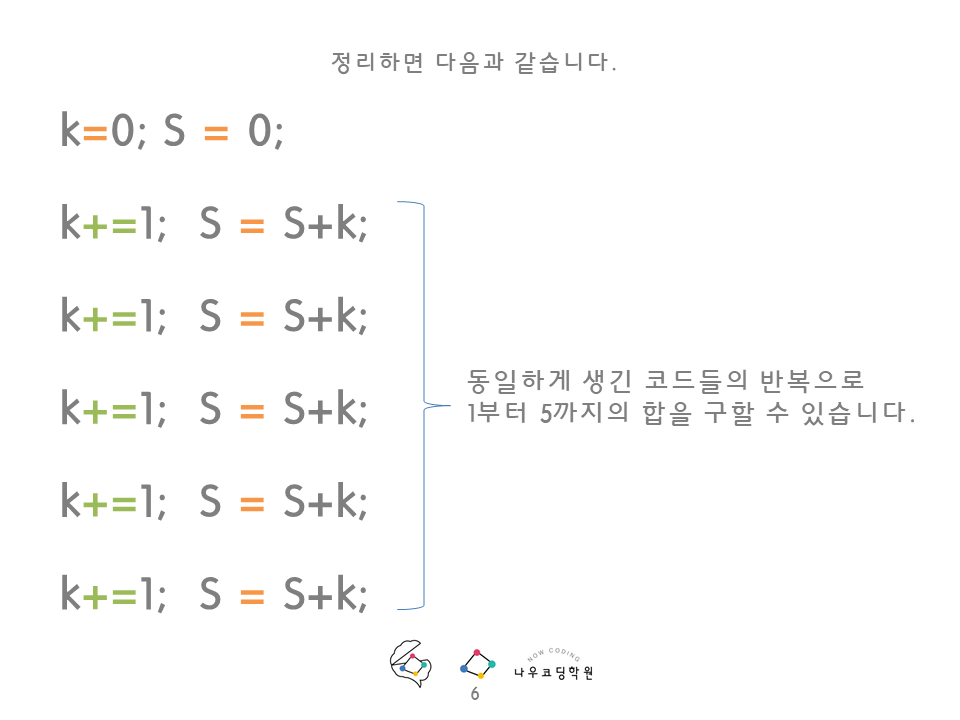 정리하면 다음과 같습니다.
k=0; S = 0;
k+=1; S = S+k;
k+=1; S = S+k;
k+=1; S = S+k;
동일하게 생긴 코드들의 반복으로
1부터 5까지의 합을 구할 수 있습니다.
k+=1; S = S+k;
k+=1; S = S+k;
NOW CODING
나우코딩학원
6